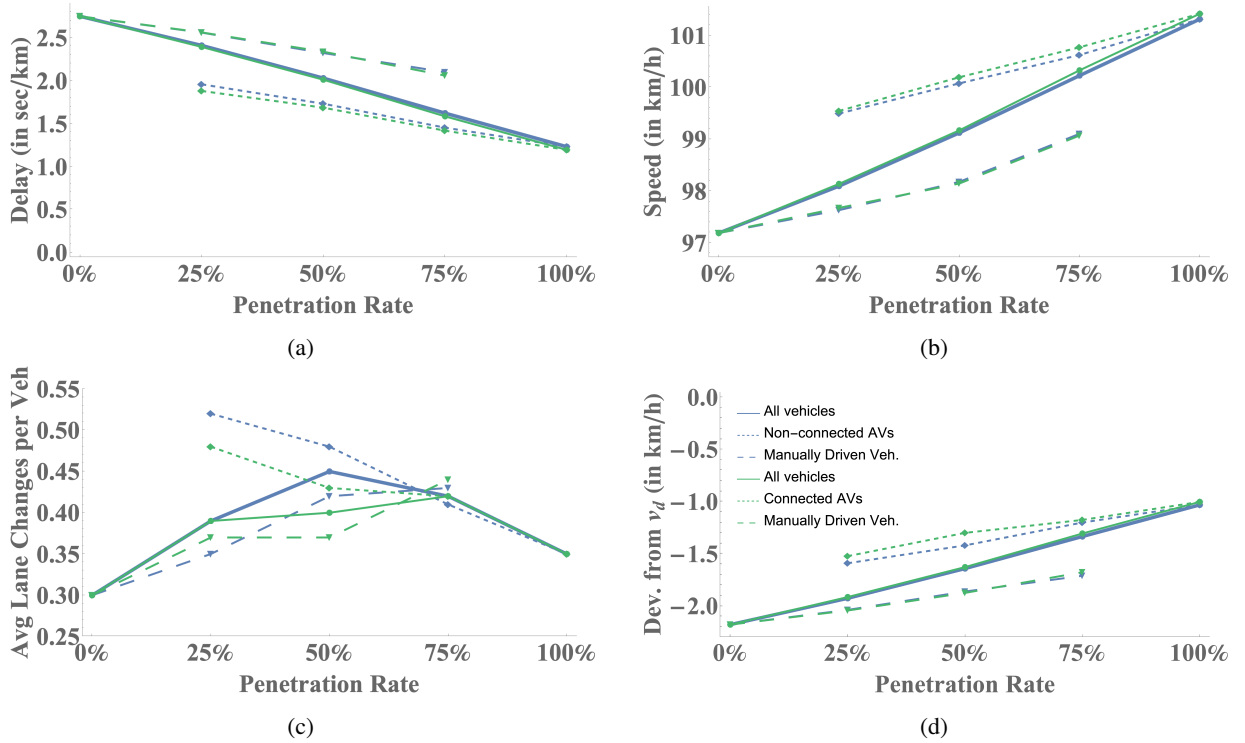 Delay (in sec/km)
2.5
2.0
1.5
1.0
0.5
0.0
0% 25% 50% 75% 100%
Penetration Rate
(a)
Speed (in km/h)
101
100
99
98
97
0% 25% 50% 75% 100%
Penetration Rate
(b)
Avg Lane Changes per Veh
0.55
0.50
0.45
0.40
0.35
0.30
0.25
0% 25% 50% 75% 100%
Penetration Rate
(c)
Dev. from v_d (in km/h)
0.0
−0.5
−1.0
−1.5
−2.0
All vehicles
Non−connected AVs
Manually Driven Veh.
All vehicles
Connected AVs
Manually Driven Veh.
0% 25% 50% 75% 100%
Penetration Rate
(d)